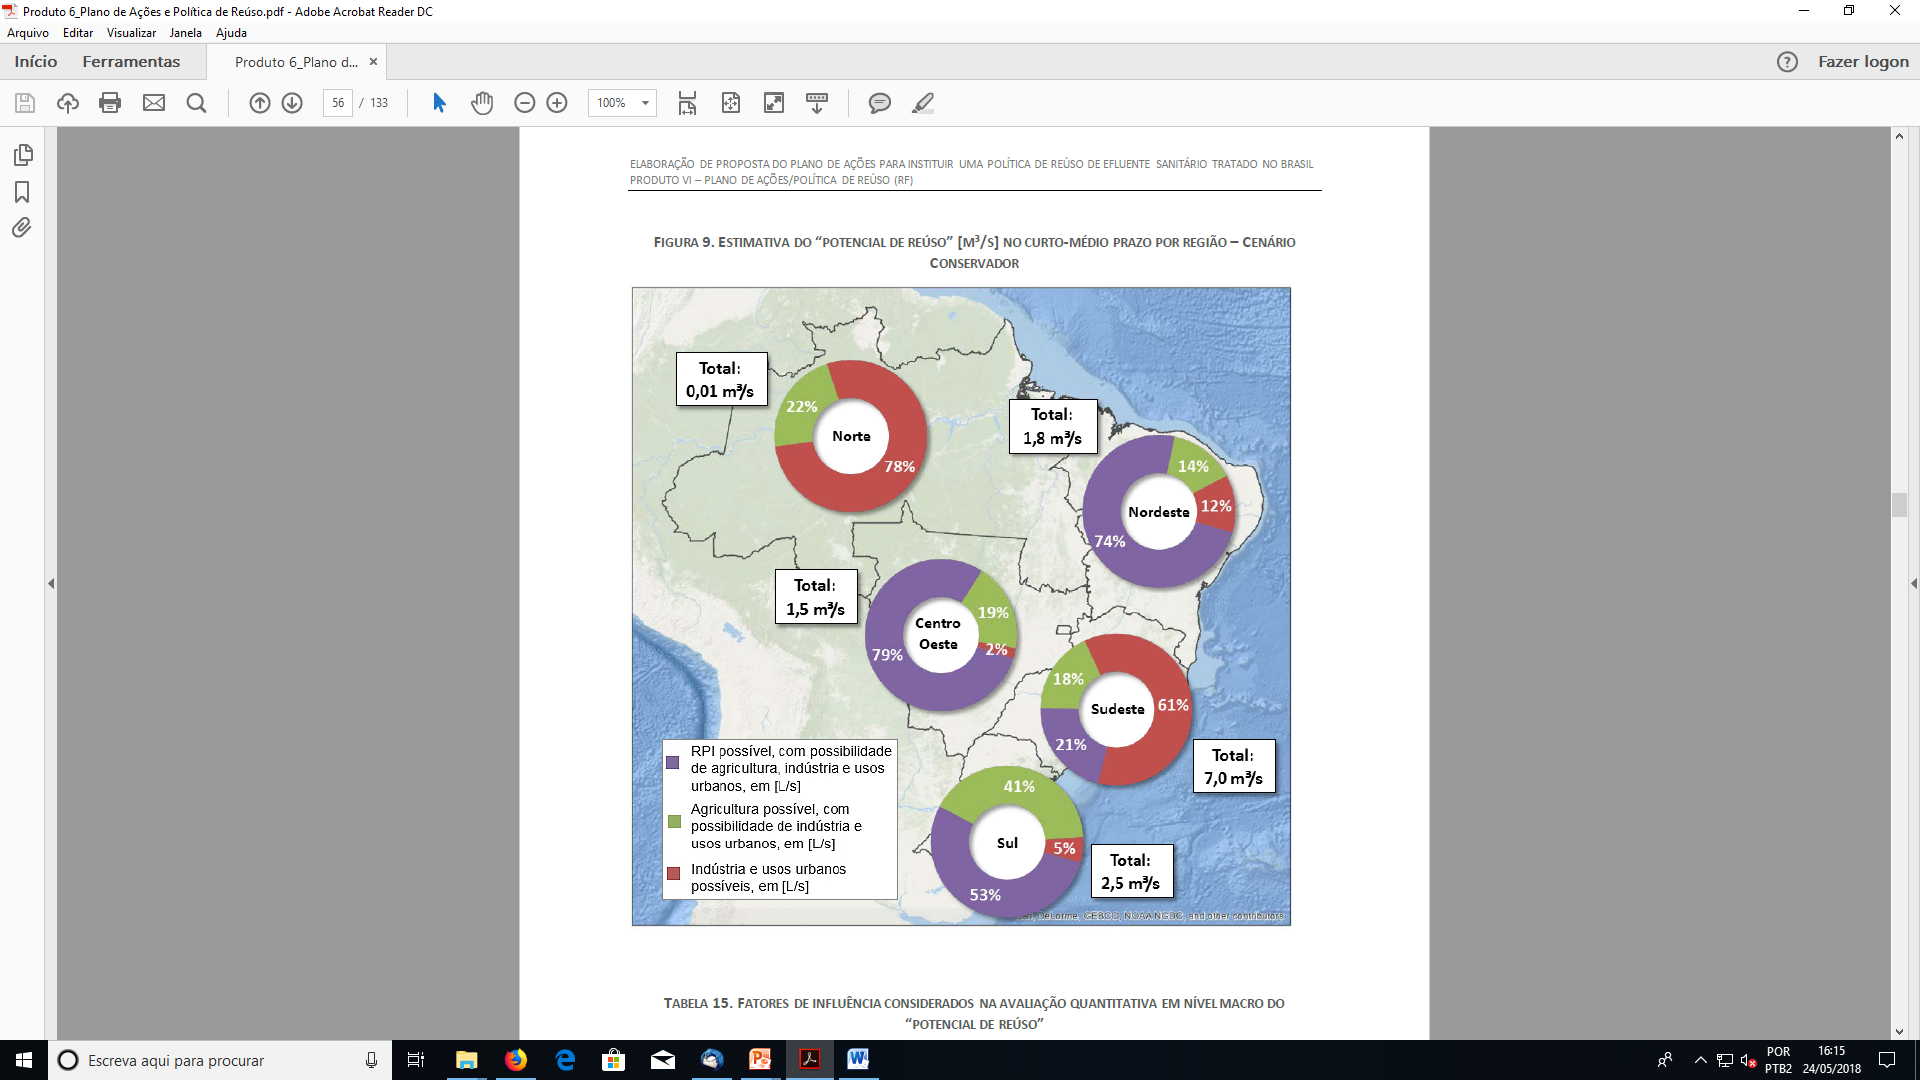 Produto 6_Plano de Ações e Política de Reúso.pdf - Adobe Acrobat Reader DC
Arquivo Editar Visualizar Janela Ajuda
Início Ferramentas Produto 6_Plano d... × ? Fazer logon
56 / 133 100%
ELABORAÇÃO DE PROPOSTA DO PLANO DE AÇÕES PARA INSTITUIR UMA POLÍTICA DE REÚSO DE EFLUENTE SANITÁRIO TRATADO NO BRASIL
PRODUTO VI – PLANO DE AÇÕES/POLÍTICA DE REÚSO (RF)
FIGURA 9. ESTIMATIVA DO “POTENCIAL DE REÚSO” [M³/S] NO CURTO-MÉDIO PRAZO POR REGIÃO – CENÁRIO
CONSERVADOR
Total:
0,01 m³/s
22%
Norte
78%
Total:
1,8 m³/s
14%
12%
Nordeste
74%
Total:
1,5 m³/s
19%
Centro
Oeste
2%
79%
18%
61%
Sudeste
21%
Total:
7,0 m³/s
41%
Sul
5%
53%
Total:
2,5 m³/s
RPI possível, com possibilidade
de agricultura, indústria e usos
urbanos, em [L/s]
Agricultura possível, com
possibilidade de indústria e
usos urbanos, em [L/s]
Indústria e usos urbanos
possíveis, em [L/s]
DeLorme, GEBCO, NOAA NGDC, and other contributors
TABELA 15. FATORES DE INFLUÊNCIA CONSIDERADOS NA AVALIAÇÃO QUANTITATIVA EM NÍVEL MACRO DO
“POTENCIAL DE REÚSO”
Escreva aqui para procurar
POR
PTB2
16:15
24/05/2018